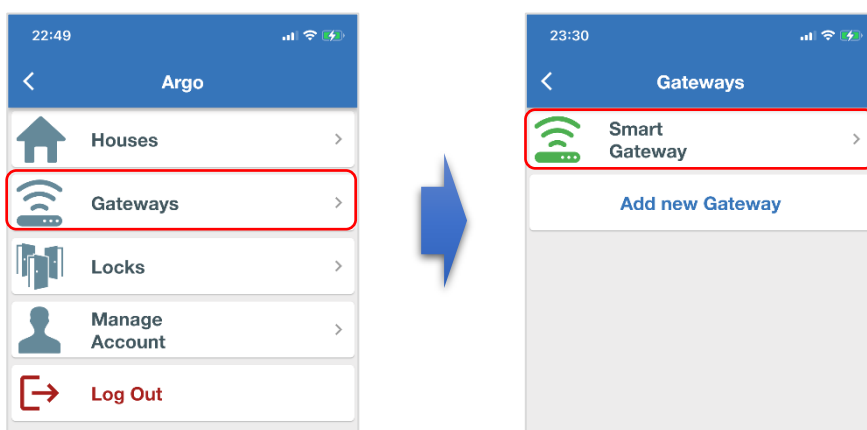 22:49
Argo
Houses
Gateways
Locks
Manage
Account
Log Out
23:30
Gateways
Smart
Gateway
Add new Gateway